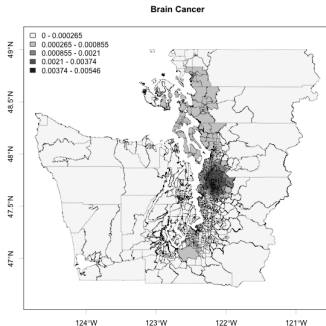 Brain Cancer
0 - 0.000265
0.000265 - 0.000855
0.000855 - 0.0021
0.0021 - 0.00374
0.00374 - 0.00546
49°N
48.5°N
48°N
47.5°N
47°N
124°W
123°W
122°W
121°W